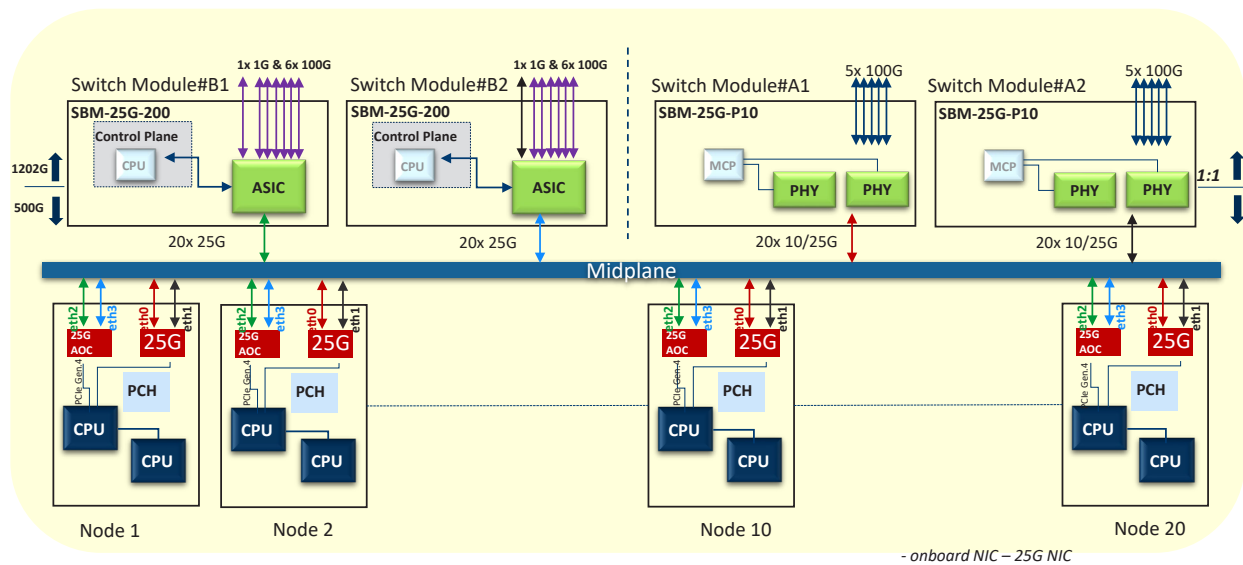 1x 1G & 6x 100G
1x 1G & 6x 100G
Switch Module#B1
Switch Module#B2
Switch Module#A1
5x 100G
Switch Module#A2
5x 100G
SBM-25G-200
SBM-25G-200
SBM-25G-P10
SBM-25G-P10
Control Plane
Control Plane
CPU
CPU
MCP
MCP
1202G
500G
ASIC
ASIC
PHY
PHY
PHY
PHY
1:1
20x 25G
20x 25G
20x 10/25G
20x 10/25G
Midplane
eth2
eth3
eth0
eth1
25G
AOC
25G
PCIe Gen.4
PCH
CPU
CPU
Node 1
eth2
eth3
eth0
eth1
25G
AOC
25G
PCIe Gen.4
PCH
CPU
CPU
Node 2
eth2
eth3
eth0
eth1
25G
AOC
25G
PCIe Gen.4
PCH
CPU
CPU
Node 10
eth2
eth3
eth0
eth1
25G
AOC
25G
PCIe Gen.4
PCH
CPU
CPU
Node 20
- onboard NIC – 25G NIC